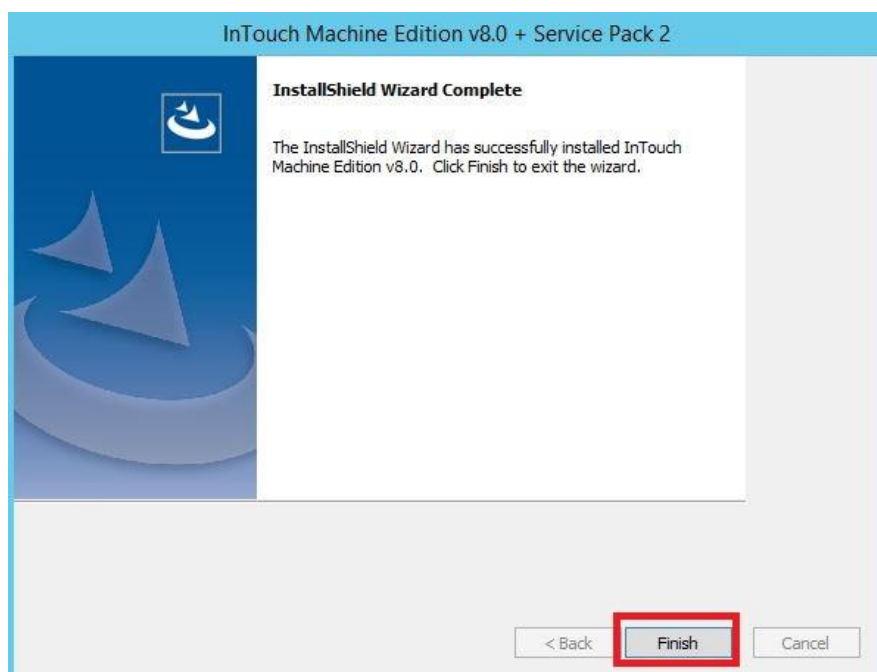 InTouch Machine Edition v8.0 + Service Pack 2
InstallShield Wizard Complete
The InstallShield Wizard has successfully installed InTouch
Machine Edition v8.0.  Click Finish to exit the wizard.
< Back
Finish
Cancel